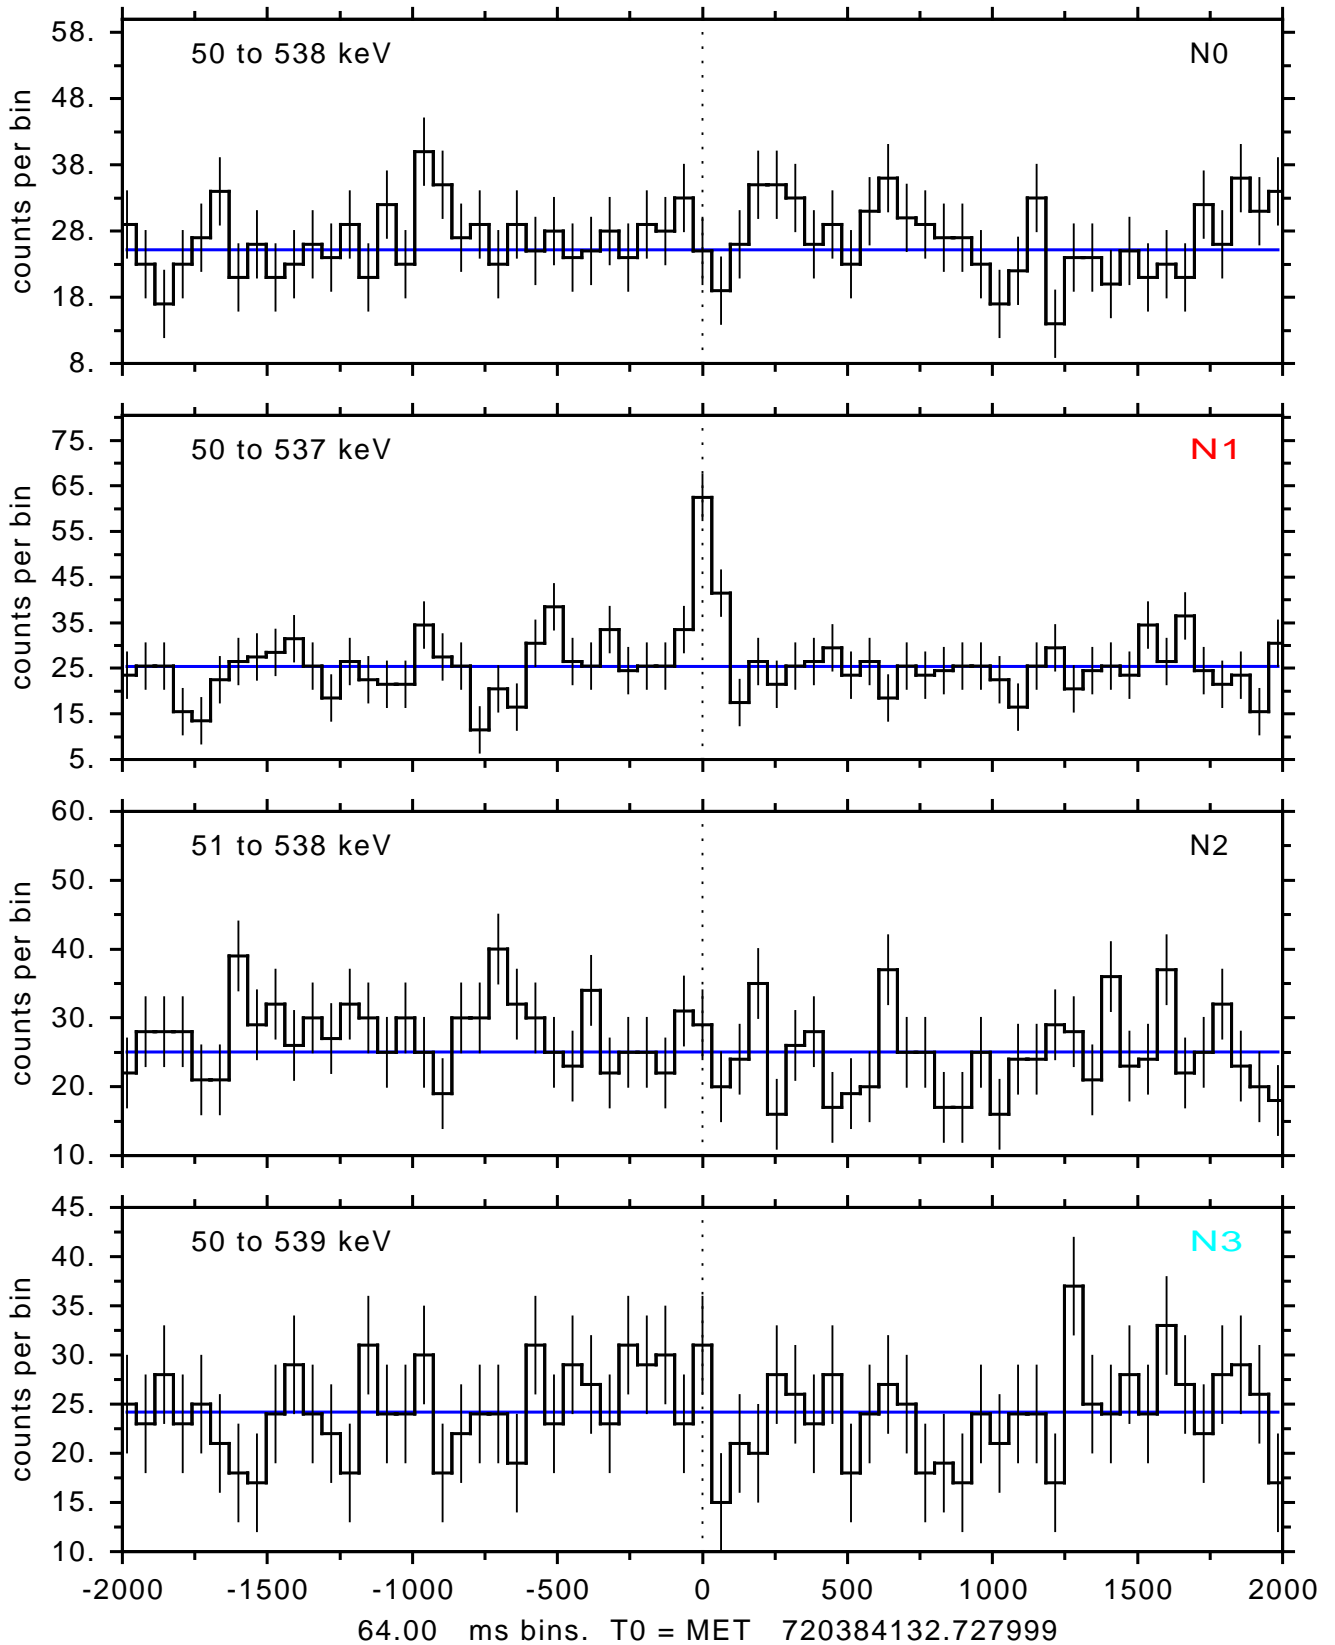 50 to 538 keV N0
58.
48.
38.
28.
18.
8.
counts per bin
50 to 537 keV N1
75.
65.
55.
45.
35.
25.
15.
5.
counts per bin
51 to 538 keV N2
60.
50.
40.
30.
20.
10.
counts per bin
50 to 539 keV N3
45.
40.
35.
30.
25.
20.
15.
10.
counts per bin
-2000 -1500 -1000 -500 0 500 1000 1500 2000
64.00 ms bins. T0 = MET 720384132.727999